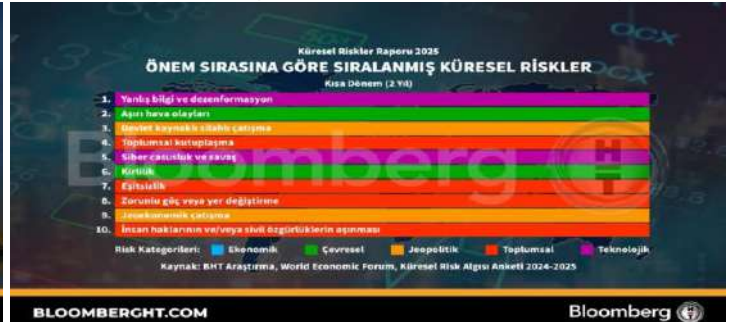 Küresel Riskler Raporu 2025
ÖNEM SIRASINA GÖRE SIRALANMIŞ KÜRESEL RİSKLER
Kısa Dönem (2 Yıl)
1. Yanlış bilgi ve dezenformasyon
2. Aşırı hava olayları
3. Devlet kaynaklı silahlı çatışma
4. Toplumsal kutuplaşma
5. Siber casusluk ve savaş
6. Kirlilik
7. Eşitsizlik
8. Zorunlu göç veya yer değiştirme
9. Jeoekonomik çatışma
10. İnsan haklarının ve/veya sivil özgürlüklerin aşınması
Bloomberg HT
Risk Kategorileri: Ekonomik Çevresel Jeopolitik Toplumsal Teknolojik
Kaynak: BHT Araştırma, World Economic Forum, Küresel Risk Algısı Anketi 2024-2025
BLOOMBERGHT.COM Bloomberg HT